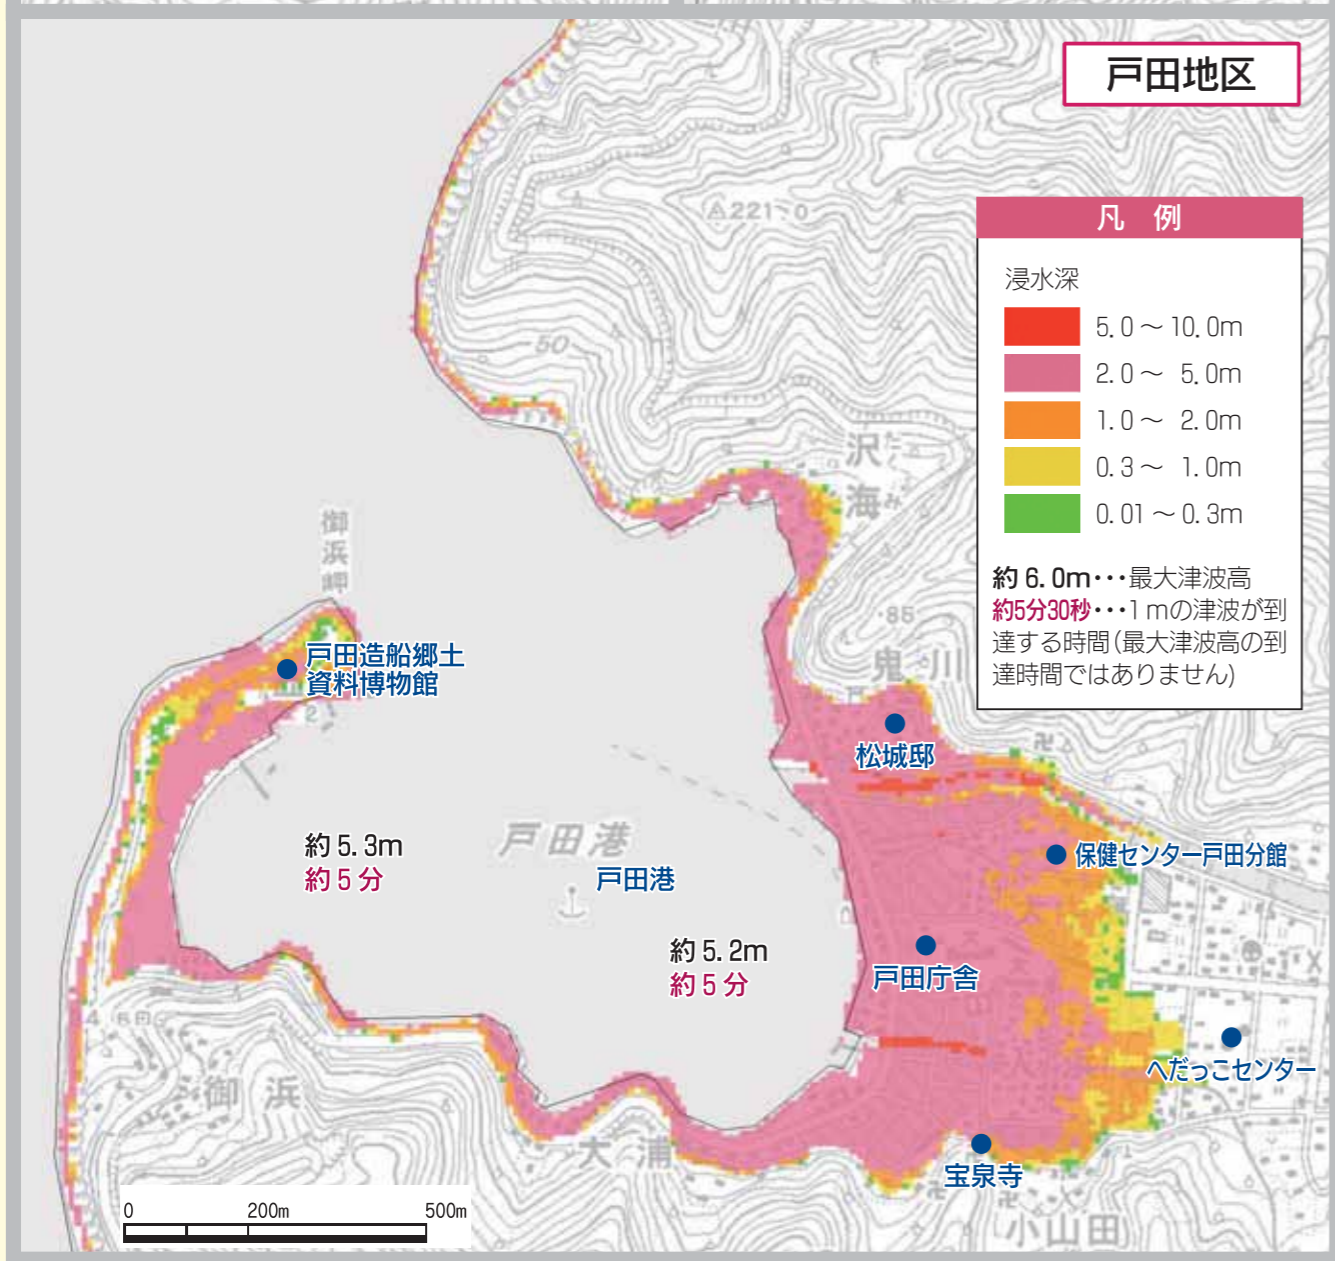 戸田地区
221.0
凡 例
浸水深
5.0～10.0m
2.0～ 5.0m
1.0～ 2.0m
0.3～ 1.0m
0.01～0.3m
約6.0m･･･最大津波高
約5分30秒･･･1mの津波が到
達する時間(最大津波高の到
達時間ではありません)
50
沢海
たくみ
御浜岬
・85
鬼川
戸田造船郷土
資料博物館
2
松城邸
約5.3m
約5分
戸田港
戸田港
保健センター戸田分館
約5.2m
約5分
戸田庁舎
へだっこセンター
御浜
大浦
宝泉寺
小山田
0 200m 500m